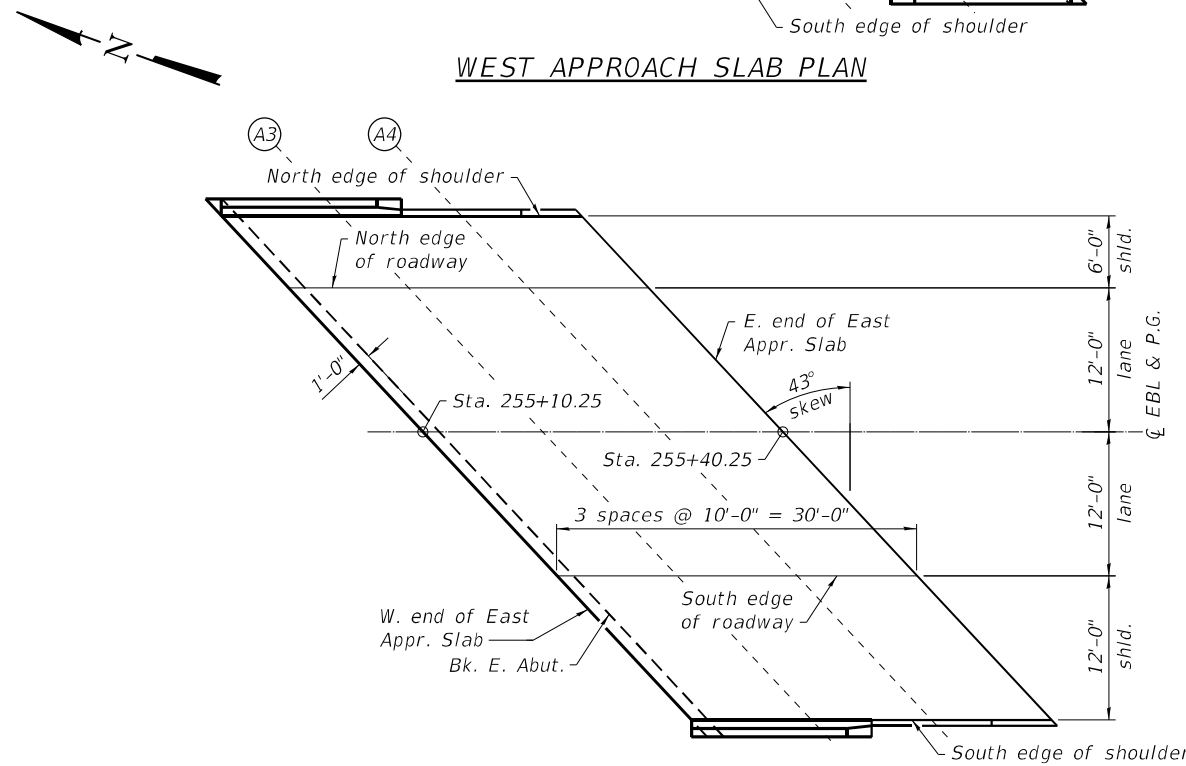 South edge of shoulder
N
WEST APPROACH SLAB PLAN
A3
A4
North edge of shoulder
North edge
of roadway
6'-0"
shld.
E. end of East
Appr. Slab
12'-0"
lane
℄ EBL & P.G.
1'-0"
43°
skew
Sta. 255+10.25
Sta. 255+40.25
12'-0"
lane
3 spaces @ 10'-0" = 30'-0"
South edge
of roadway
W. end of East
Appr. Slab
Bk. E. Abut.
12'-0"
shld.
South edge of shoulder